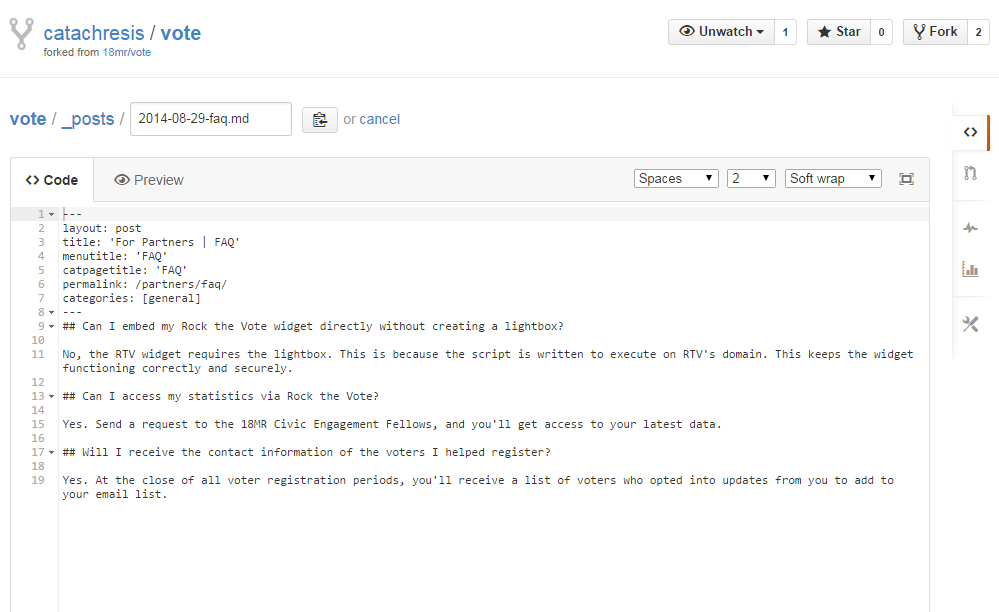 catachresis / vote
forked from 18mr/vote
Unwatch 1 Star 0 Fork 2
vote / _posts / 2014-08-29-faq.md or cancel
<> Code Preview Spaces 2 Soft wrap
1 ---
2 layout: post
3 title: 'For Partners | FAQ'
4 menutitle: 'FAQ'
5 catpagetitle: 'FAQ'
6 permalink: /partners/faq/
7 categories: [general]
8 ---
9 ## Can I embed my Rock the Vote widget directly without creating a lightbox?
10
11 No, the RTV widget requires the lightbox. This is because the script is written to execute on RTV's domain. This keeps the widget
functioning correctly and securely.
12
13 ## Can I access my statistics via Rock the Vote?
14
15 Yes. Send a request to the 18MR Civic Engagement Fellows, and you'll get access to your latest data.
16
17 ## Will I receive the contact information of the voters I helped register?
18
19 Yes. At the close of all voter registration periods, you'll receive a list of voters who opted into updates from you to add to
your email list.